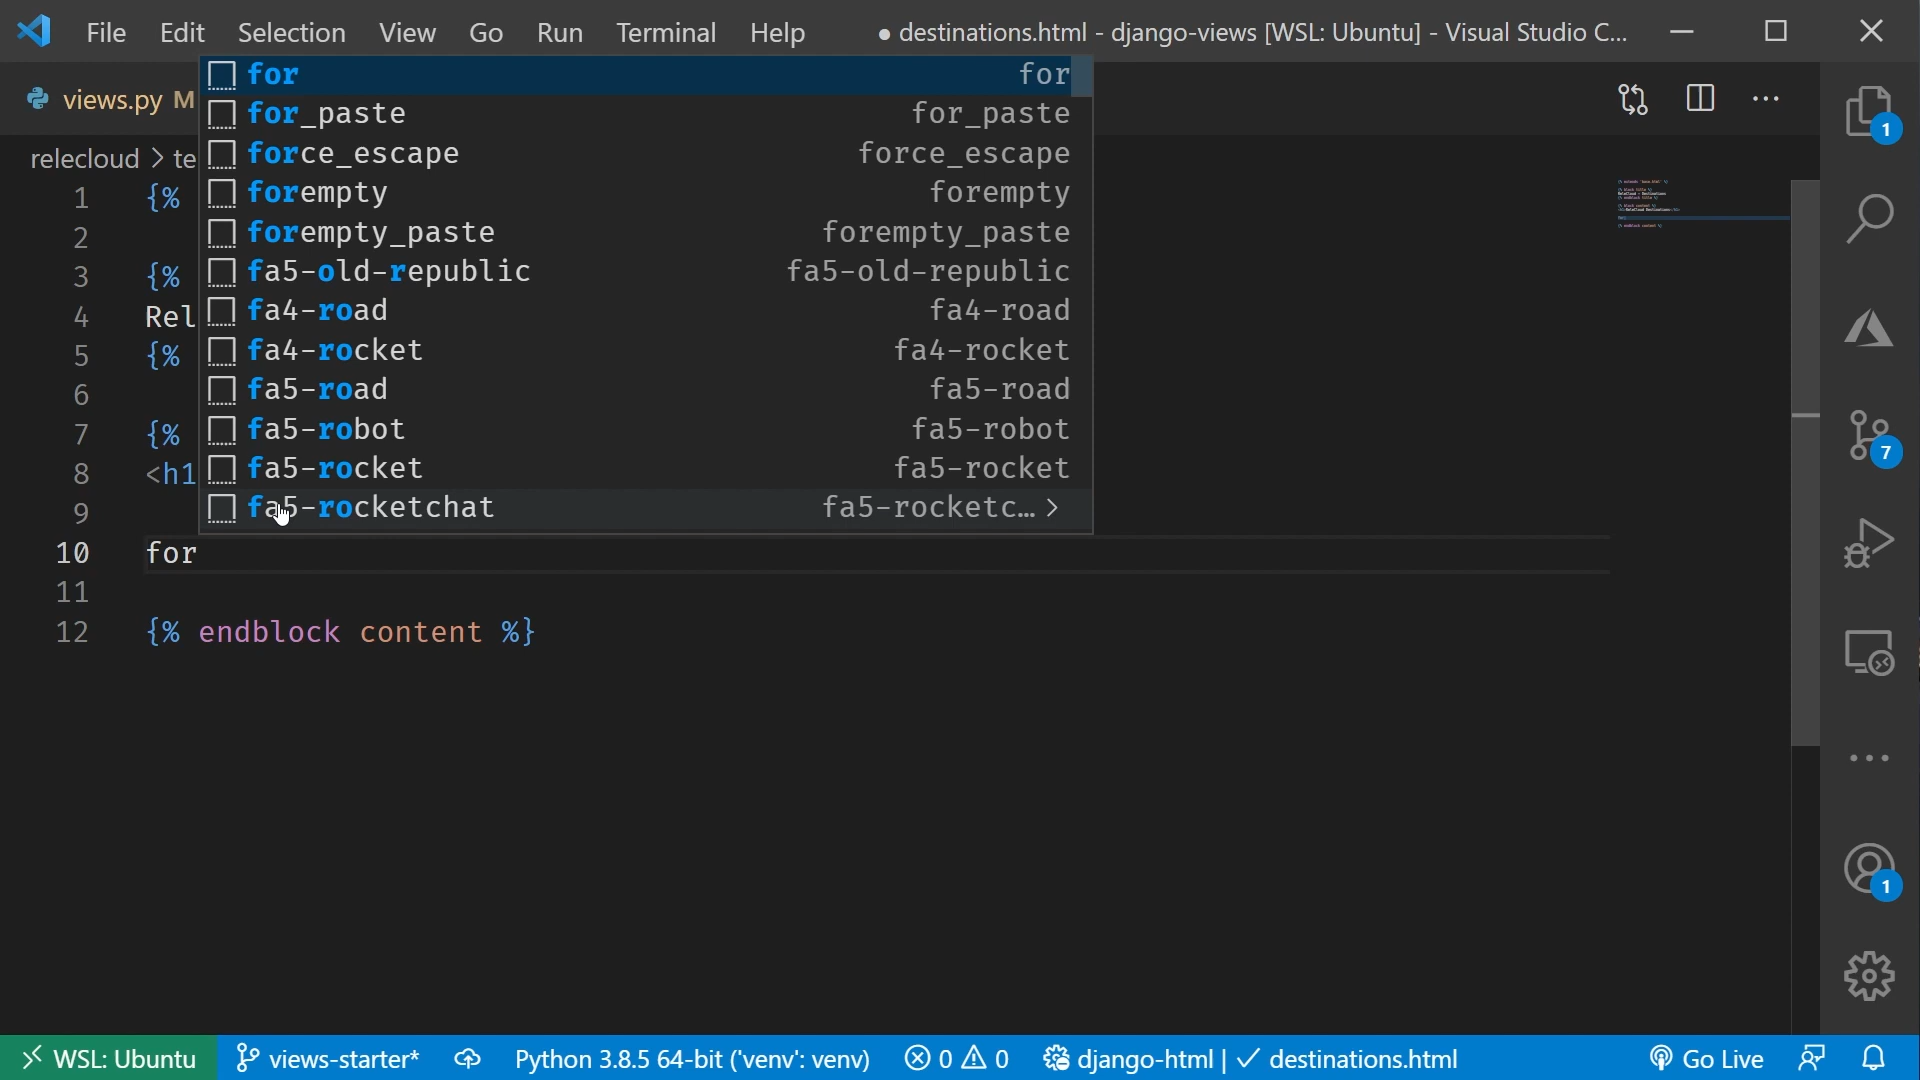 File Edit Selection View Go Run Terminal Help ● destinations.html - django-views [WSL: Ubuntu] - Visual Studio C...
views.py M
relecloud > te
for for
for_paste for_paste
force_escape force_escape
forempty forempty
forempty_paste forempty_paste
fa5-old-republic fa5-old-republic
fa4-road fa4-road
fa4-rocket fa4-rocket
fa5-road fa5-road
fa5-robot fa5-robot
fa5-rocket fa5-rocket
fa5-rocketchat fa5-rocketc... >
1 {%
2
3 {%
4 Rel
5 {%
6
7 {%
8 <h1
9
10 for
11
12 {% endblock content %}
1
7
1
WSL: Ubuntu views-starter* Python 3.8.5 64-bit ('venv': venv) 0 0 django-html | ✓ destinations.html Go Live